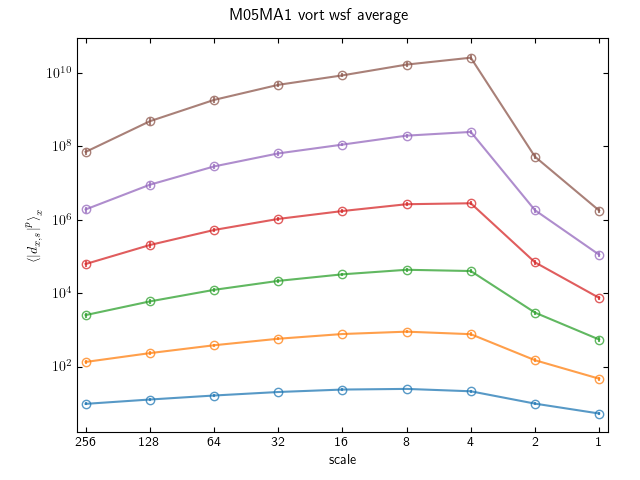 M05MA1 vort wsf average
⟨|d_{x,s}|^p⟩_x
10^{10}
10^8
10^6
10^4
10^2
256 128 64 32 16 8 4 2 1
scale